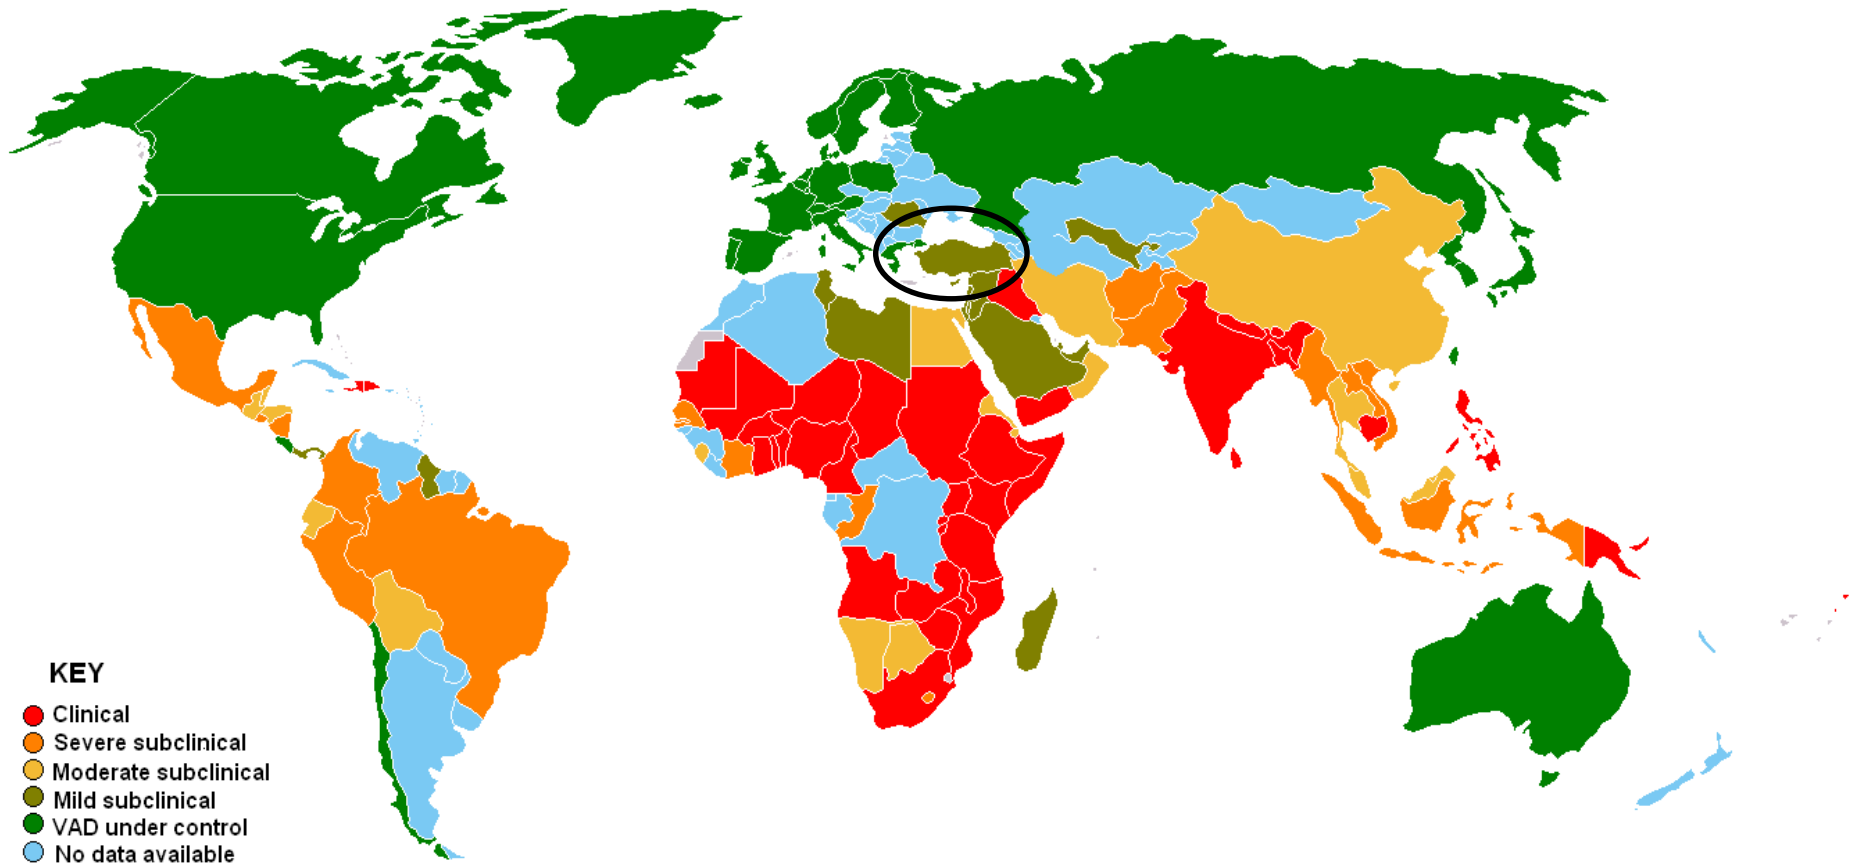 KEY
Clinical
Severe subclinical
Moderate subclinical
Mild subclinical
VAD under control
No data available